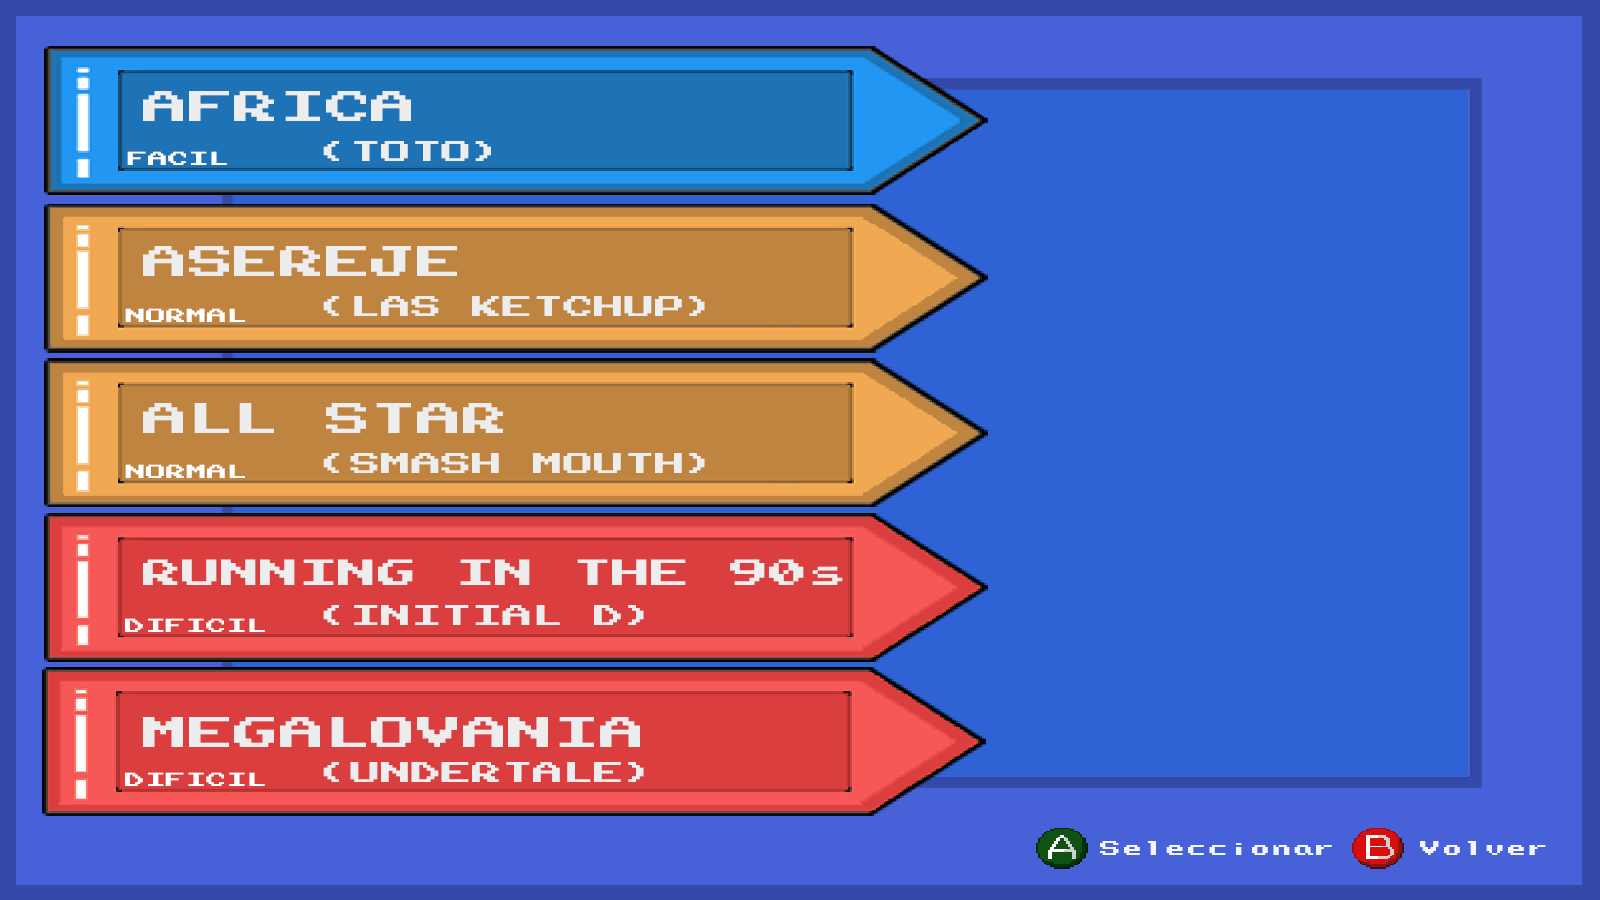 AFRICA
FACIL (TOTO)
ASEREJE
NORMAL (LAS KETCHUP)
ALL STAR
NORMAL (SMASH MOUTH)
RUNNING IN THE 90s
DIFICIL (INITIAL D)
MEGALOVANIA
DIFICIL (UNDERTALE)
A Seleccionar B Volver